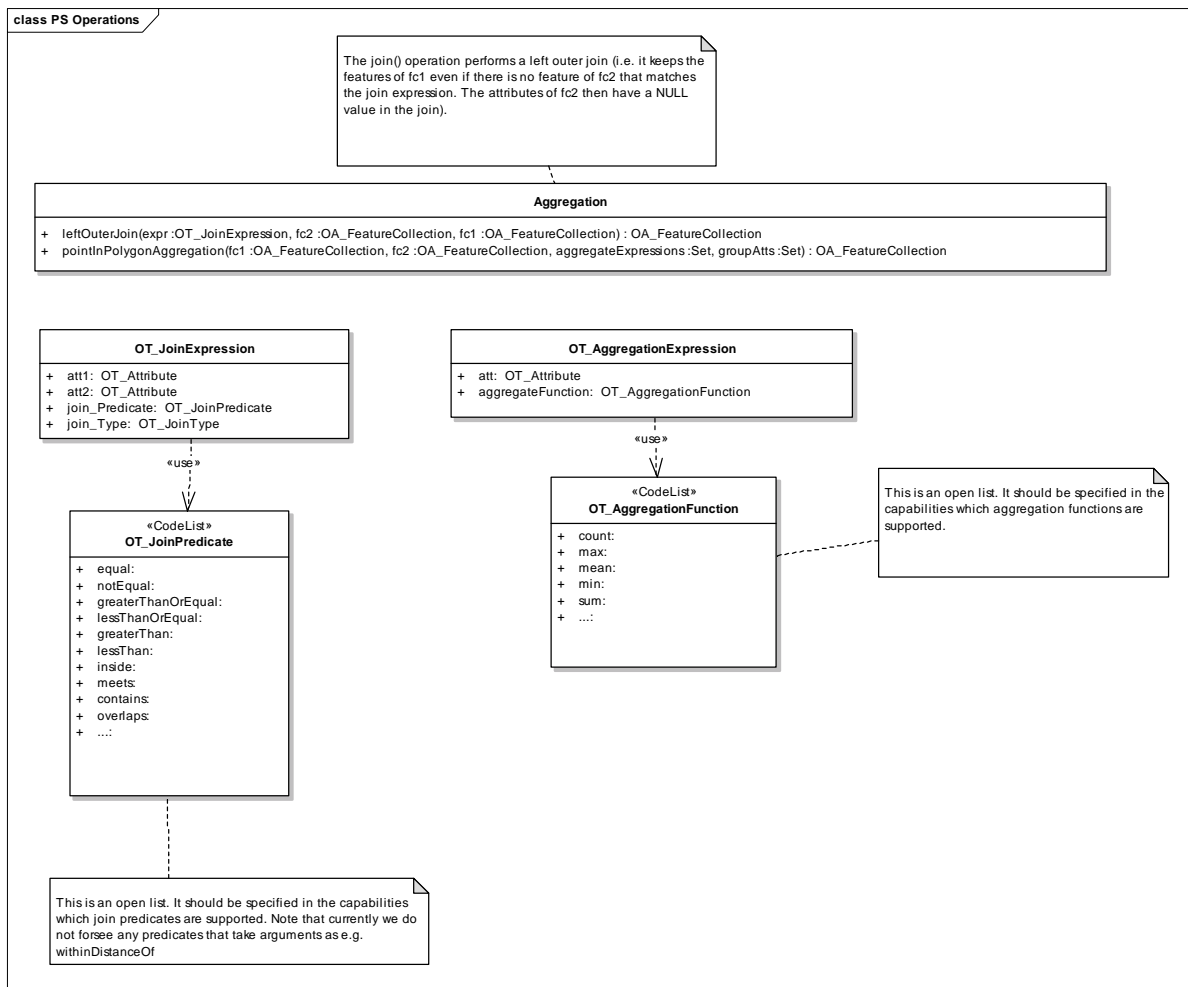 class PS Operations
The join() operation performs a left outer join (i.e. it keeps the
features of fc1 even if there is no feature of fc2 that matches
the join expression. The attributes of fc2 then have a NULL
value in the join).
Aggregation
+ leftOuterJoin(expr :OT_JoinExpression, fc2 :OA_FeatureCollection, fc1 :OA_FeatureCollection) : OA_FeatureCollection
+ pointInPolygonAggregation(fc1 :OA_FeatureCollection, fc2 :OA_FeatureCollection, aggregateExpressions :Set, groupAtts :Set) : OA_FeatureCollection
OT_JoinExpression
+ att1: OT_Attribute
+ att2: OT_Attribute
+ join_Predicate: OT_JoinPredicate
+ join_Type: OT_JoinType
«use»
«CodeList»
OT_JoinPredicate
+ equal:
+ notEqual:
+ greaterThanOrEqual:
+ lessThanOrEqual:
+ greaterThan:
+ lessThan:
+ inside:
+ meets:
+ contains:
+ overlaps:
+ ...:
This is an open list. It should be specified in the capabilities
which join predicates are supported. Note that currently we do
not forsee any predicates that take arguments as e.g.
withinDistanceOf
OT_AggregationExpression
+ att: OT_Attribute
+ aggregateFunction: OT_AggregationFunction
«use»
«CodeList»
OT_AggregationFunction
+ count:
+ max:
+ mean:
+ min:
+ sum:
+ ...:
This is an open list. It should be specified in the
capabilities which aggregation functions are
supported.